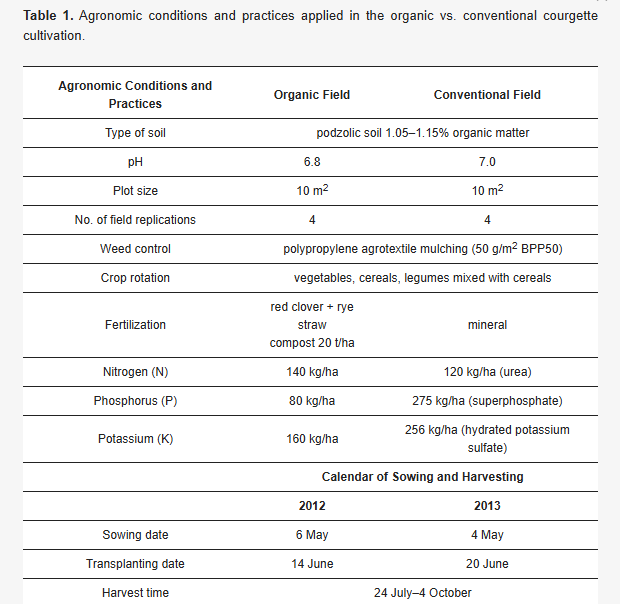 Table 1. Agronomic conditions and practices applied in the organic vs. conventional courgette
cultivation.
Agronomic Conditions and
Practices
Organic Field
Conventional Field
Type of soil
podzolic soil 1.05–1.15% organic matter
pH
6.8
7.0
Plot size
10 m²
10 m²
No. of field replications
4
4
Weed control
polypropylene agrotextile mulching (50 g/m² BPP50)
Crop rotation
vegetables, cereals, legumes mixed with cereals
Fertilization
red clover + rye
straw
compost 20 t/ha
mineral
Nitrogen (N)
140 kg/ha
120 kg/ha (urea)
Phosphorus (P)
80 kg/ha
275 kg/ha (superphosphate)
Potassium (K)
160 kg/ha
256 kg/ha (hydrated potassium
sulfate)
Calendar of Sowing and Harvesting
2012
2013
Sowing date
6 May
4 May
Transplanting date
14 June
20 June
Harvest time
24 July–4 October